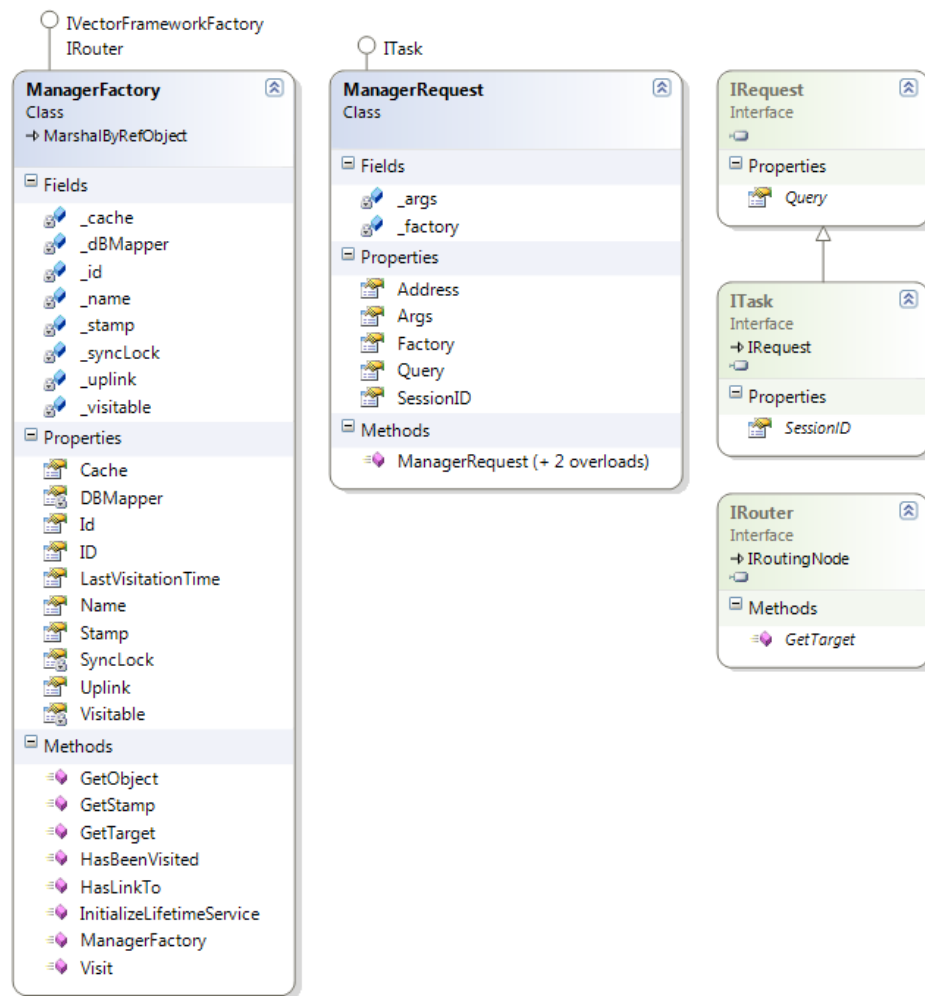 IVectorFrameworkFactory
IRouter
ManagerFactory
Class
MarshalByRefObject
Fields
_cache
_dBMapper
_id
_name
_stamp
_syncLock
_uplink
_visitable
Properties
Cache
DBMapper
Id
ID
LastVisitationTime
Name
Stamp
SyncLock
Uplink
Visitable
Methods
GetObject
GetStamp
GetTarget
HasBeenVisited
HasLinkTo
InitializeLifetimeService
ManagerFactory
Visit
ITask
ManagerRequest
Class
Fields
_args
_factory
Properties
Address
Args
Factory
Query
SessionID
Methods
ManagerRequest (+ 2 overloads)
IRequest
Interface
Properties
Query
ITask
Interface
IRequest
Properties
SessionID
IRouter
Interface
IRoutingNode
Methods
GetTarget